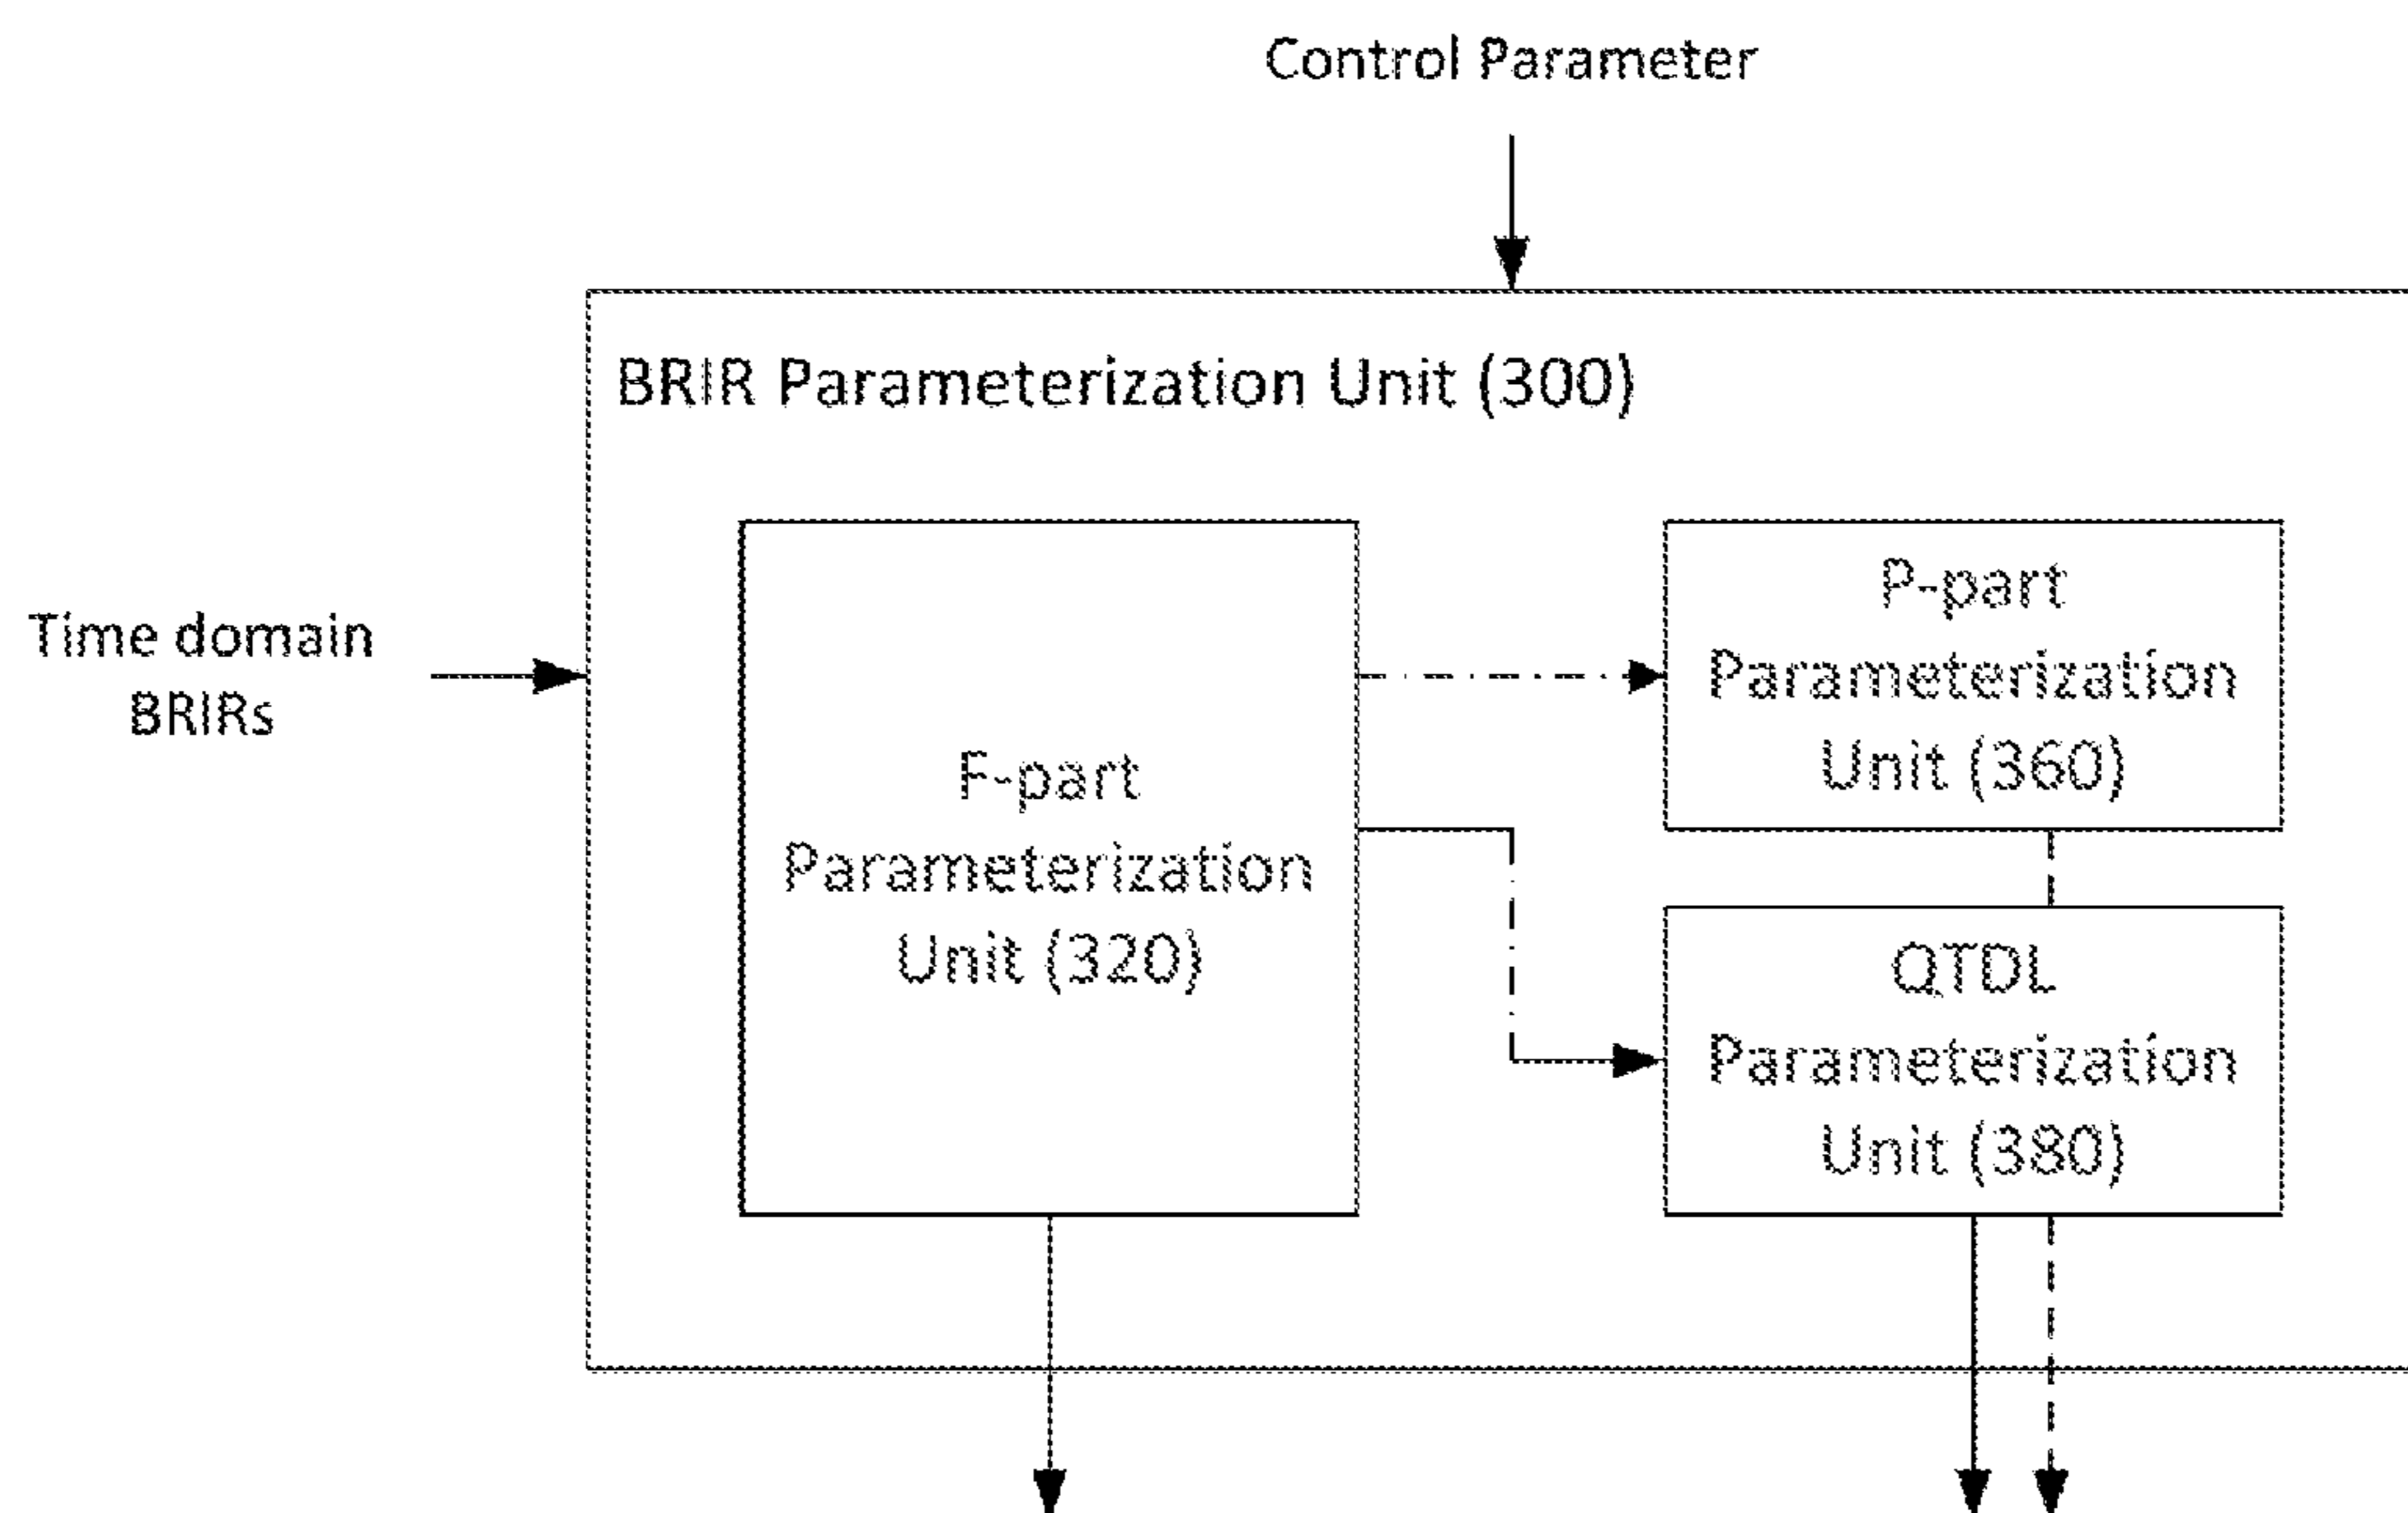 Control Parameter
BRIR Parameterization Unit (300)
Time domain
BRIRs
F-part
Parameterization
Unit (320)
P-part
Parameterization
Unit (360)
QTDL
Parameterization
Unit (380)